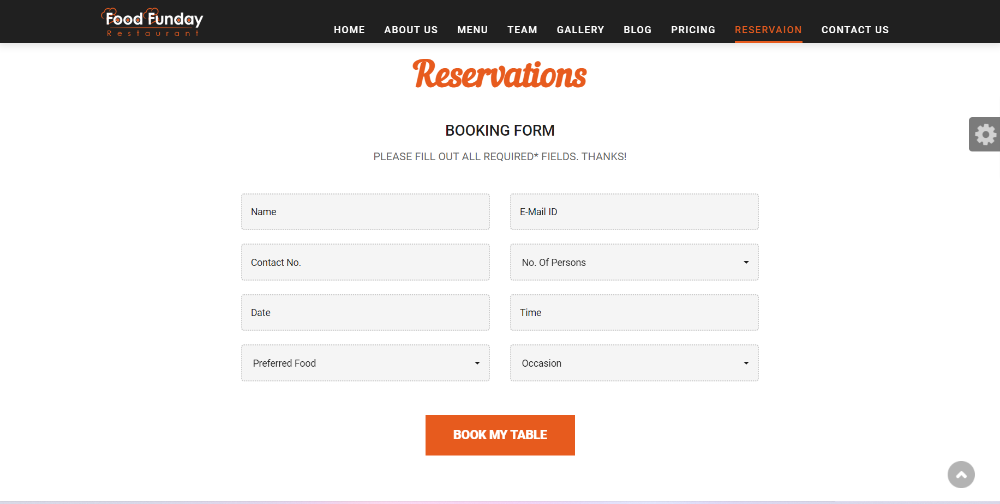 Food Funday
Restaurant
HOME ABOUT US MENU TEAM GALLERY BLOG PRICING RESERVAION CONTACT US
Reservations
BOOKING FORM
PLEASE FILL OUT ALL REQUIRED* FIELDS. THANKS!
Name
E-Mail ID
Contact No.
No. Of Persons
Date
Time
Preferred Food
Occasion
BOOK MY TABLE